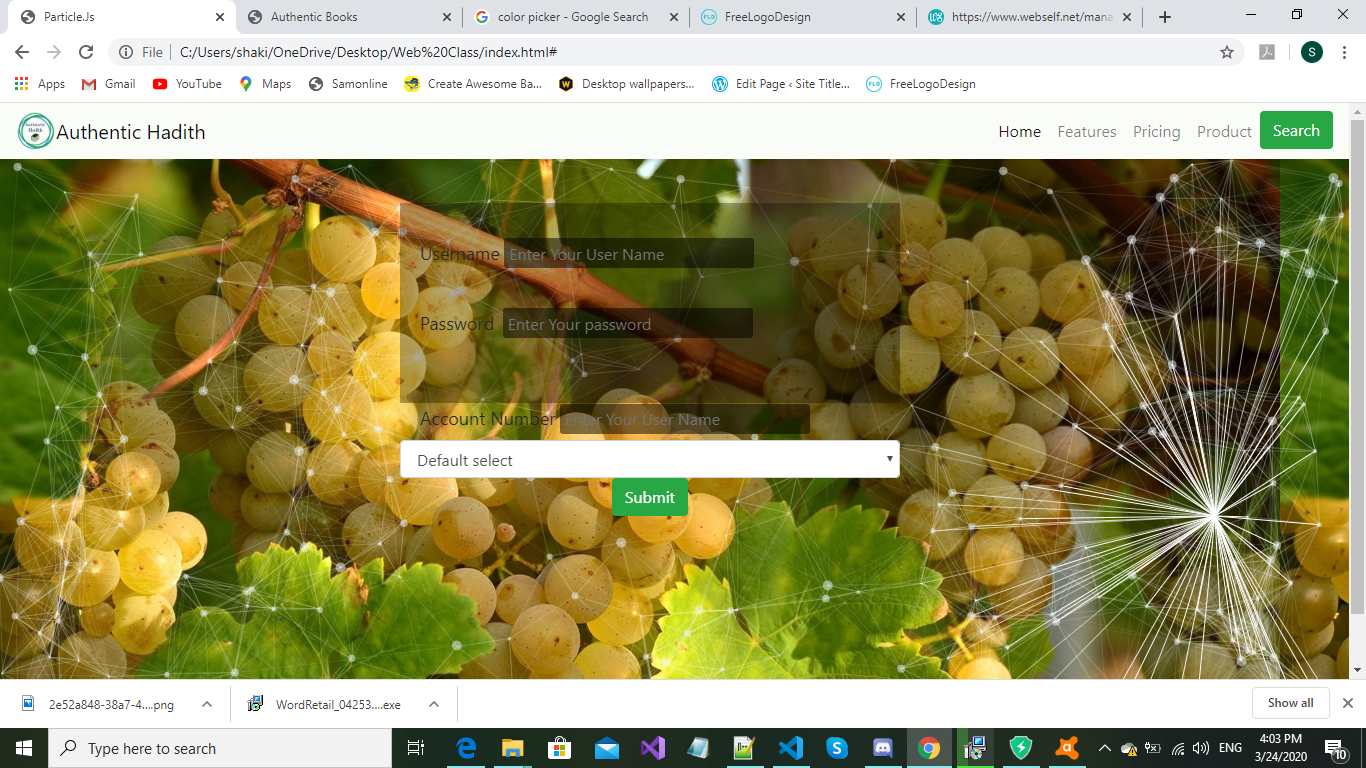 Particle.Js
Authentic Books
color picker - Google Search
FreeLogoDesign
https://www.webself.net/mana
File
C:/Users/shaki/OneDrive/Desktop/Web%20Class/index.html#
S
Apps
Gmail
YouTube
Maps
Samonline
Create Awesome Ba...
Desktop wallpapers...
Edit Page ‹ Site Title...
FreeLogoDesign
Authentic Hadith
Home
Features
Pricing
Product
Search
Username
Enter Your User Name
Password
Enter Your password
Account Number
Enter Your User Name
Default select
Submit
2e52a848-38a7-4....png
WordRetail_04253....exe
Show all
Type here to search
ENG
4:03 PM
3/24/2020
10